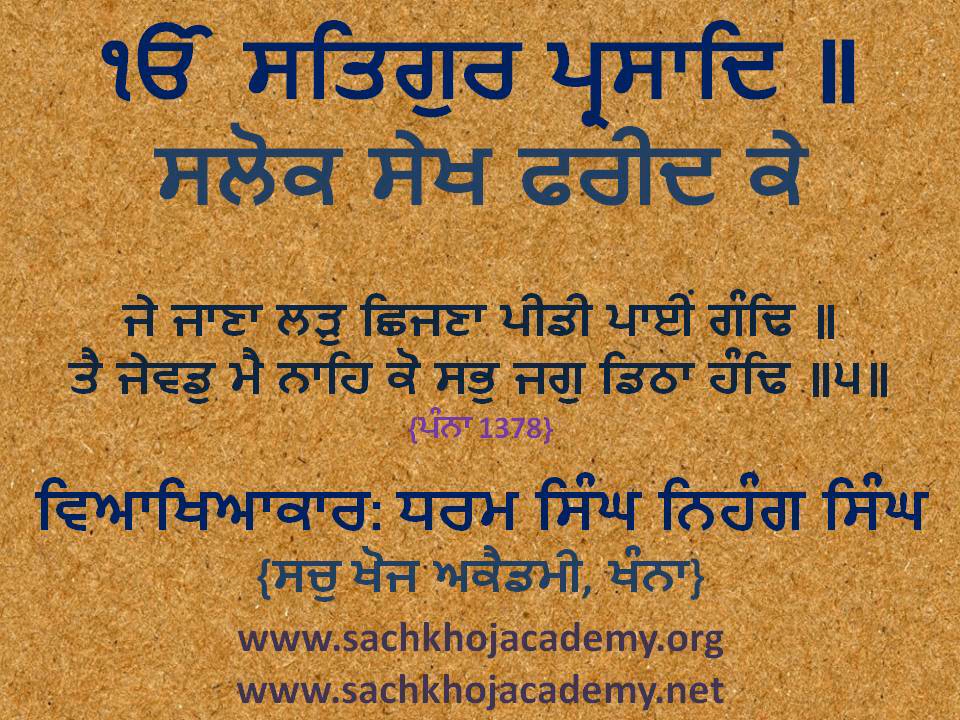 ੴ ਸਤਿਗੁਰ ਪ੍ਰਸਾਦਿ ॥
ਸਲੋਕ ਸੇਖ ਫਰੀਦ ਕੇ
ਜੇ ਜਾਣਾ ਲੜੁ ਛਿਜਣਾ ਪੀਡੀ ਪਾਈਂ ਗੰਢਿ ॥
ਤੈ ਜੇਵਡੁ ਮੈ ਨਾਹਿ ਕੋ ਸਭੁ ਜਗੁ ਡਿਠਾ ਹੰਢਿ ॥੫॥
{ਪੰਨਾ 1378}
ਵਿਆਖਿਆਕਾਰ: ਧਰਮ ਸਿੰਘ ਨਿਹੰਗ ਸਿੰਘ
{ਸਚੁ ਖੋਜ ਅਕੈਡਮੀ, ਖੰਨਾ}
www.sachkhojacademy.org
www.sachkhojacademy.net